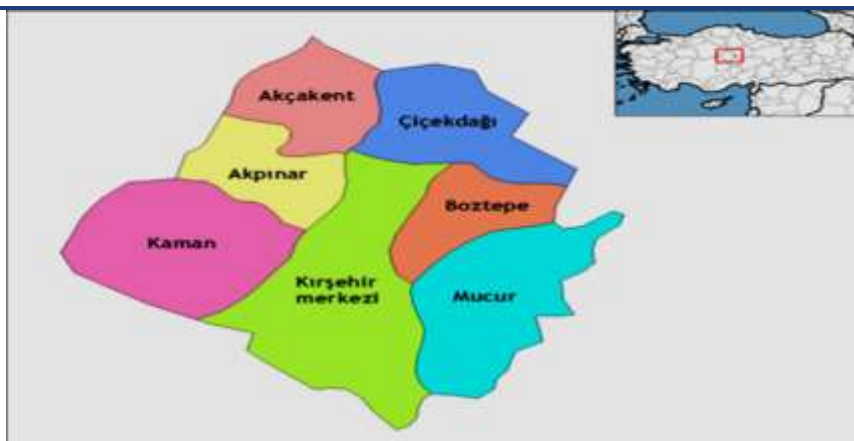 Akçakent
Çiçekdağı
Akpınar
Boztepe
Kaman
Kırşehir
merkezi
Mucur